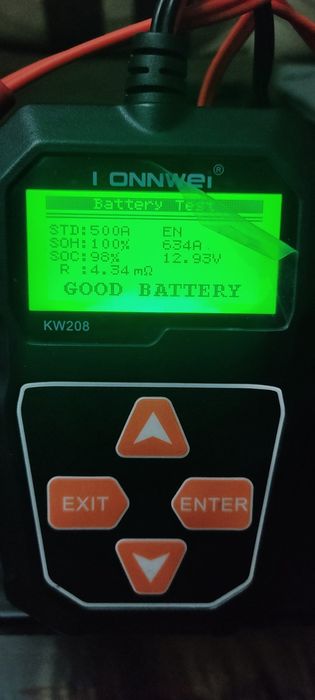 KONNWEI®
Battery Test
STD:500A EN
SOH:100% 634A
SOC:98% 12.93V
R :4.34mΩ
GOOD BATTERY
KW208
EXIT
ENTER